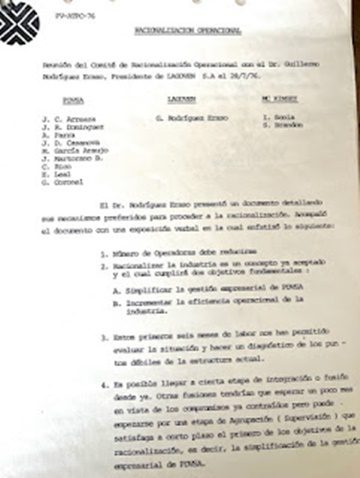 PV-AYPC-76
RACIONALIZACION OPERACIONAL
Reunión del Comité de Racionalización Operacional con el Dr. Guillermo
Rodríguez Eraso, Presidente de LAGOVEN S.A el 28/7/76.
PDVSA LAGOVEN MC KINSEY
J. C. Arreaza G. Rodríguez Eraso I. Scola
J. R. Domínguez S. Brandon
A. Parra
J. D. Casanova
M. García Araujo
J. Martorano B.
C. Rico
E. Leal
G. Coronel
El Dr. Rodríguez Eraso presentó un documento detallando
sus mecanismos preferidos para proceder a la racionalización. Acompañó
el documento con una exposición verbal en la cual enfatizó lo siguiente:
1. Número de Operadoras debe reducirse
2. Racionalizar la industria es un concepto ya aceptado
y el cual cumplirá dos objetivos fundamentales :
A. Simplificar la gestión empresarial de PDVSA
B. Incrementar la eficiencia operacional de la
industria.
3. Estos primeros seis meses de labor nos han permitido
evaluar la situación y hacer un diagnóstico de los pun -
tos débiles de la estructura actual.
4. Es posible llegar a cierta etapa de integración o fusión
desde ya. Otras fusiones tendrían que esperar un poco mas
en vista de los compromisos ya contraídos pero puede
empezarse por una etapa de Agrupación ( Supervisión ) que
satisfaga a corto plazo el primero de los objetivos de la
racionalización, es decir, la simplificación de la gestión
empresarial de PDVSA.